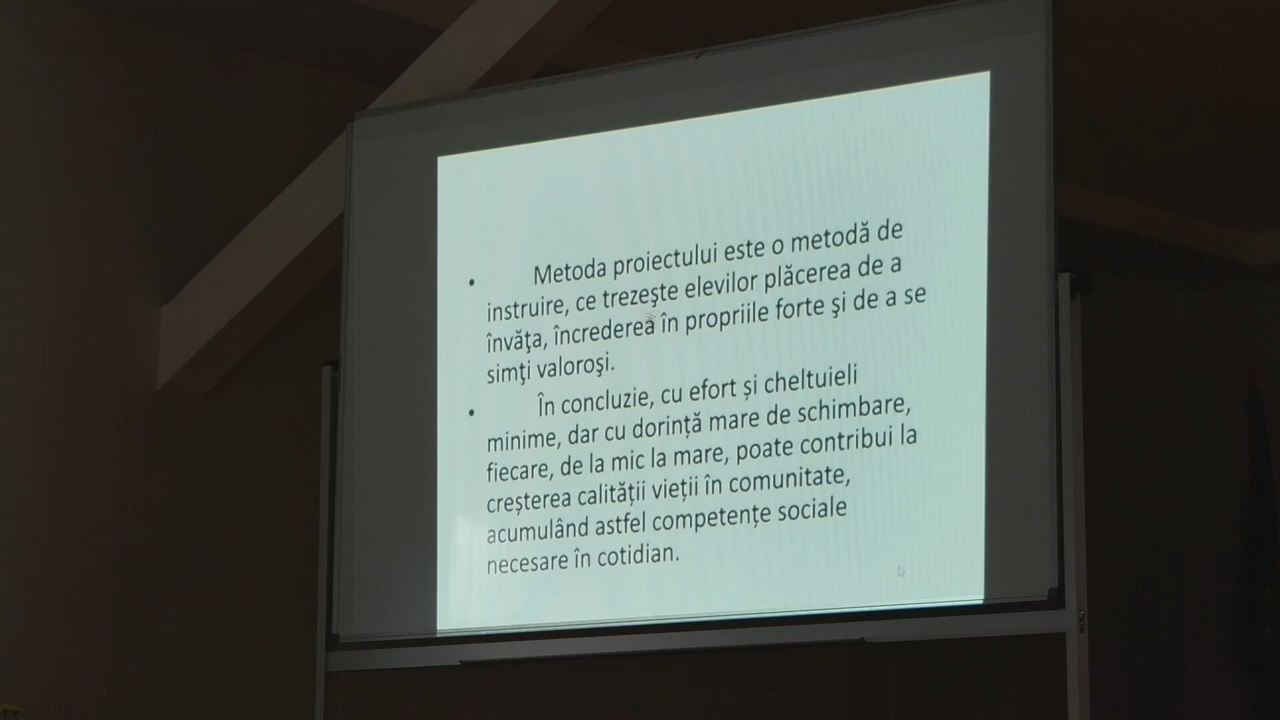 • Metoda proiectului este o metodă de
instruire, ce trezeşte elevilor plăcerea de a
învăţa, încrederea în propriile forte şi de a se
simţi valoroşi.
• În concluzie, cu efort și cheltuieli
minime, dar cu dorință mare de schimbare,
fiecare, de la mic la mare, poate contribui la
creșterea calității vieții în comunitate,
acumulând astfel competențe sociale
necesare în cotidian.